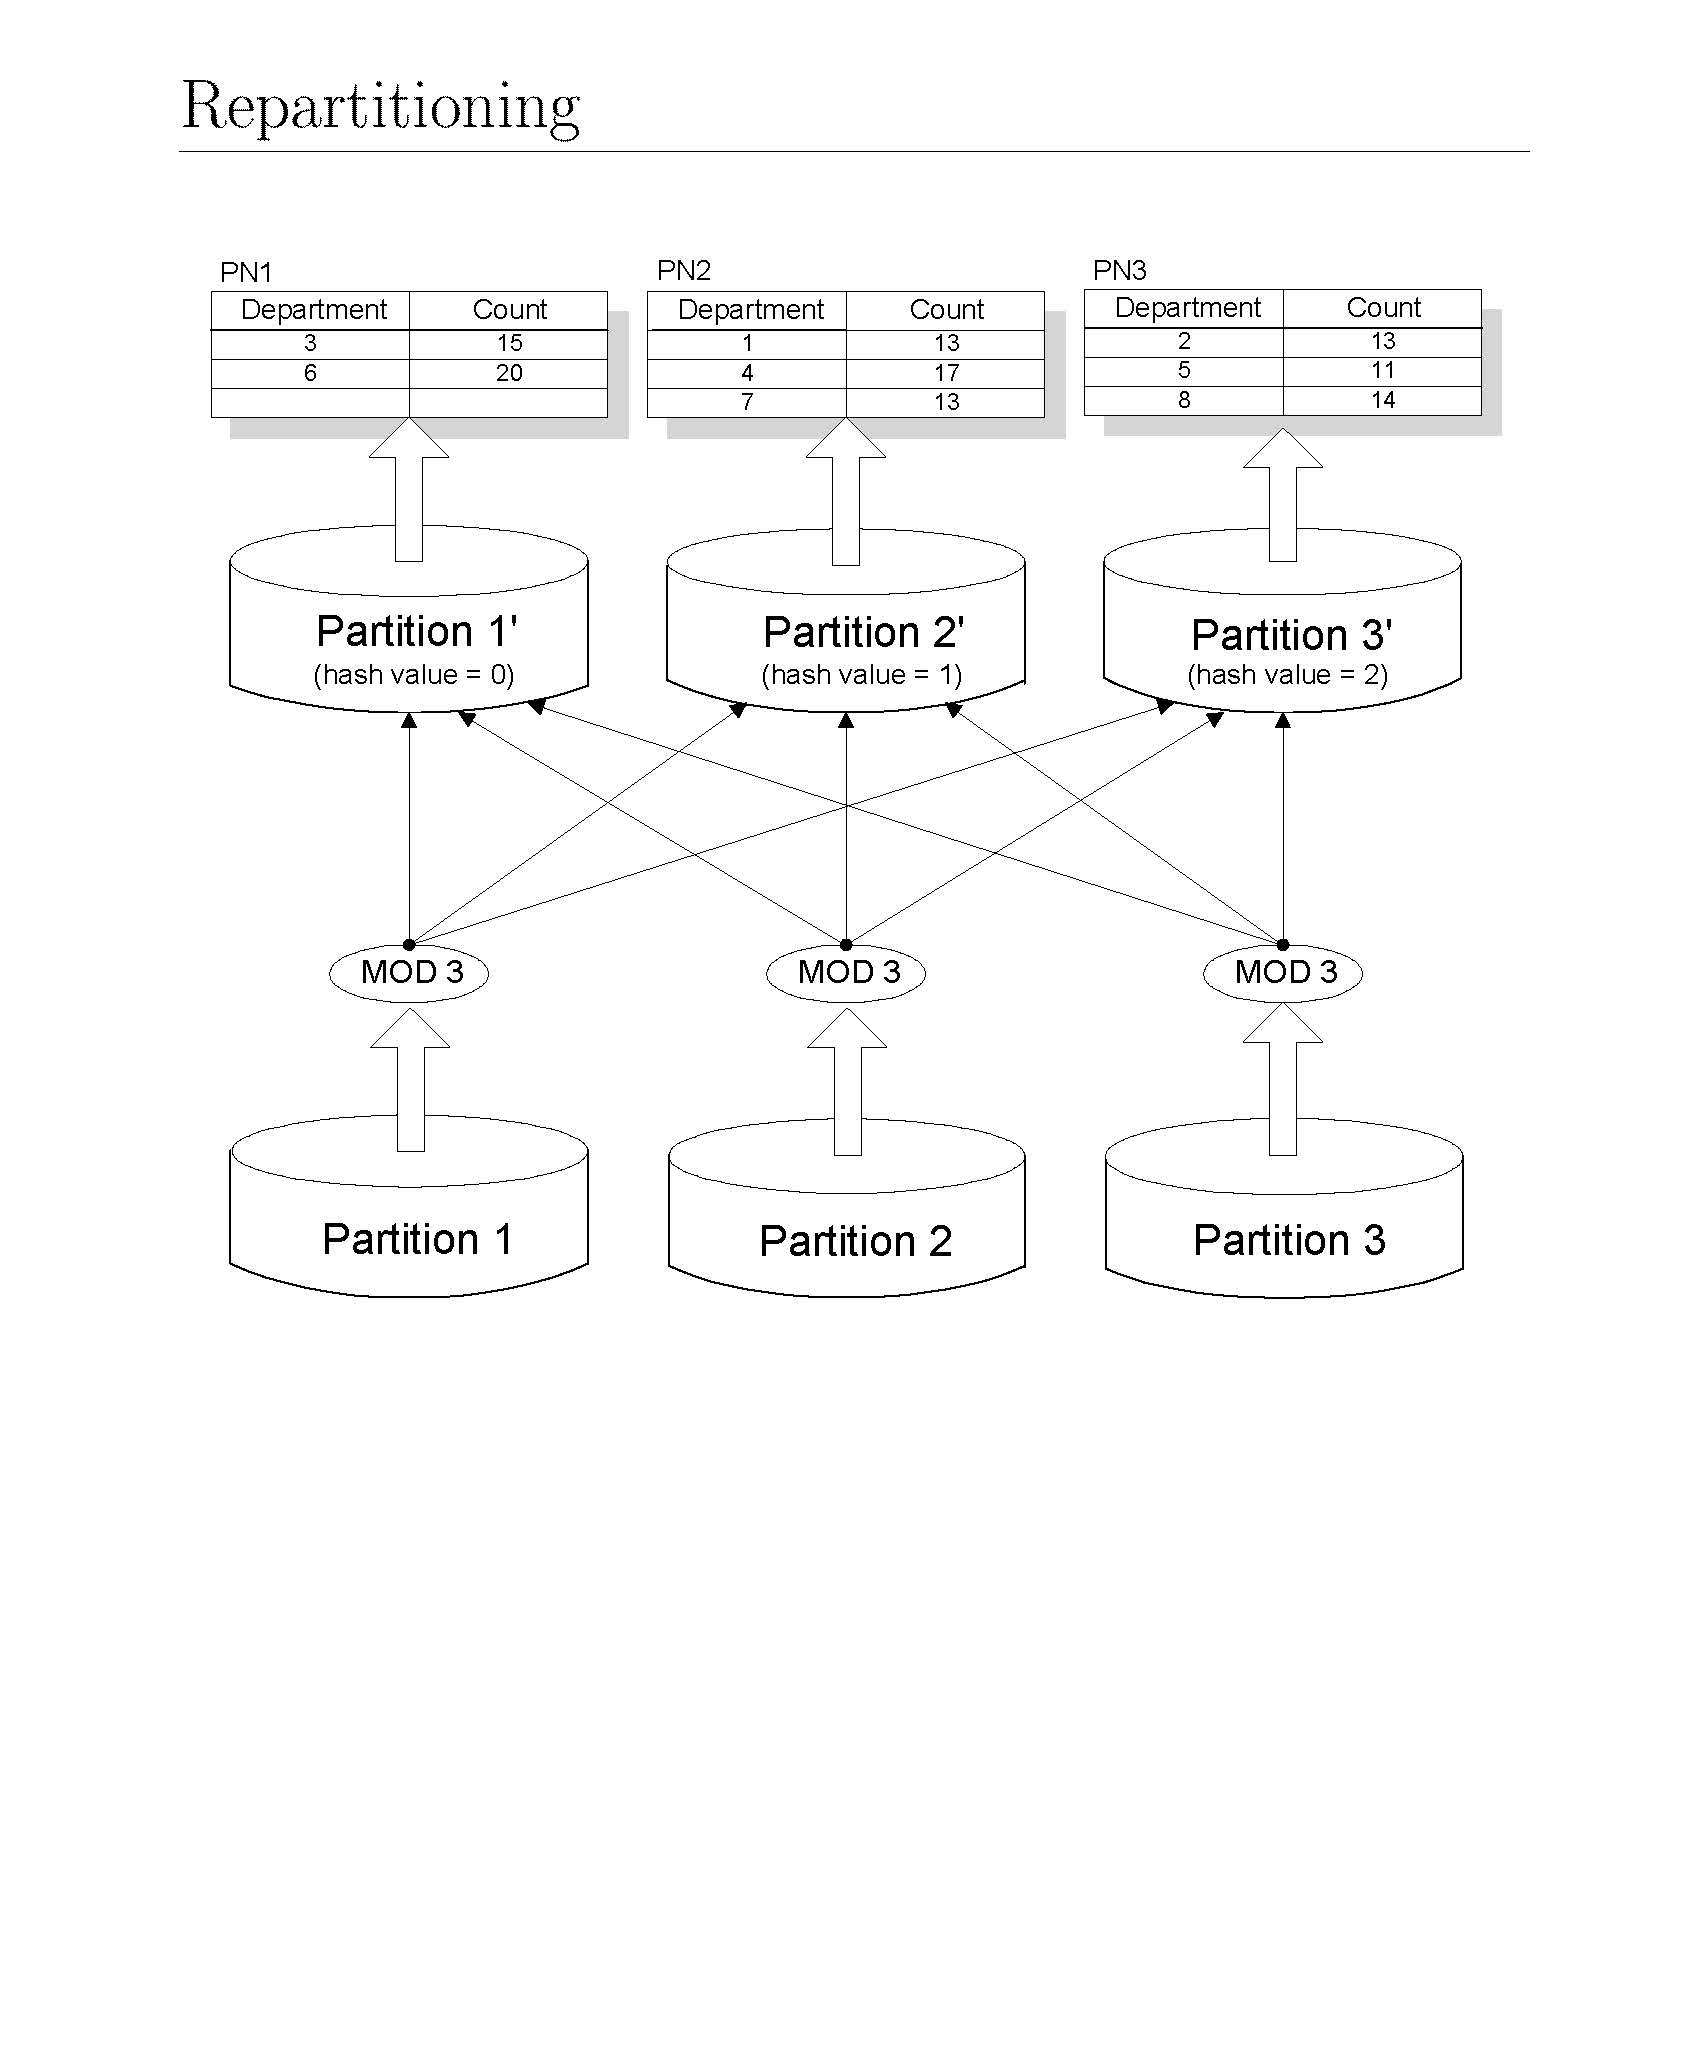 Repartitioning
PN1 PN2 PN3
Department Count Department Count Department Count
3 15 1 13 2 13
6 20 4 17 5 11
7 13 8 14
Partition 1' Partition 2' Partition 3'
(hash value = 0) (hash value = 1) (hash value = 2)
MOD 3 MOD 3 MOD 3
Partition 1 Partition 2 Partition 3